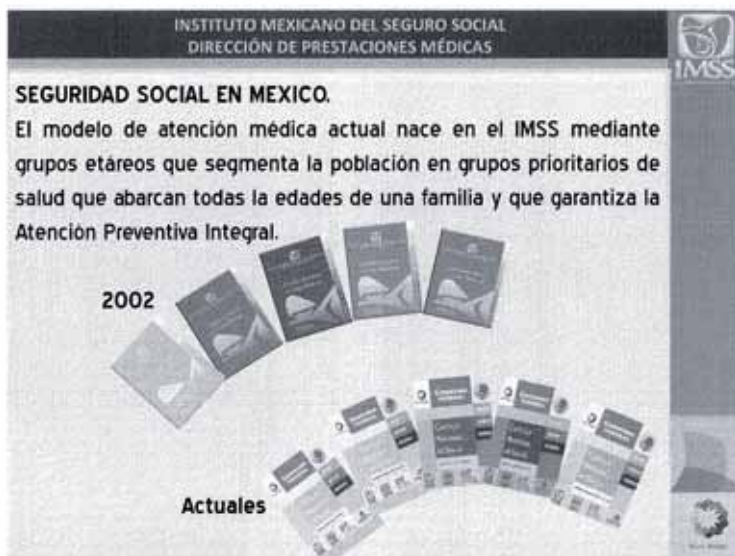 INSTITUTO MEXICANO DEL SEGURO SOCIAL
DIRECCIÓN DE PRESTACIONES MÉDICAS
IMSS
SEGURIDAD SOCIAL EN MEXICO.
El modelo de atención médica actual nace en el IMSS mediante
grupos etáreos que segmenta la población en grupos prioritarios de
salud que abarcan todas la edades de una familia y que garantiza la
Atención Preventiva Integral.
2002
Actuales